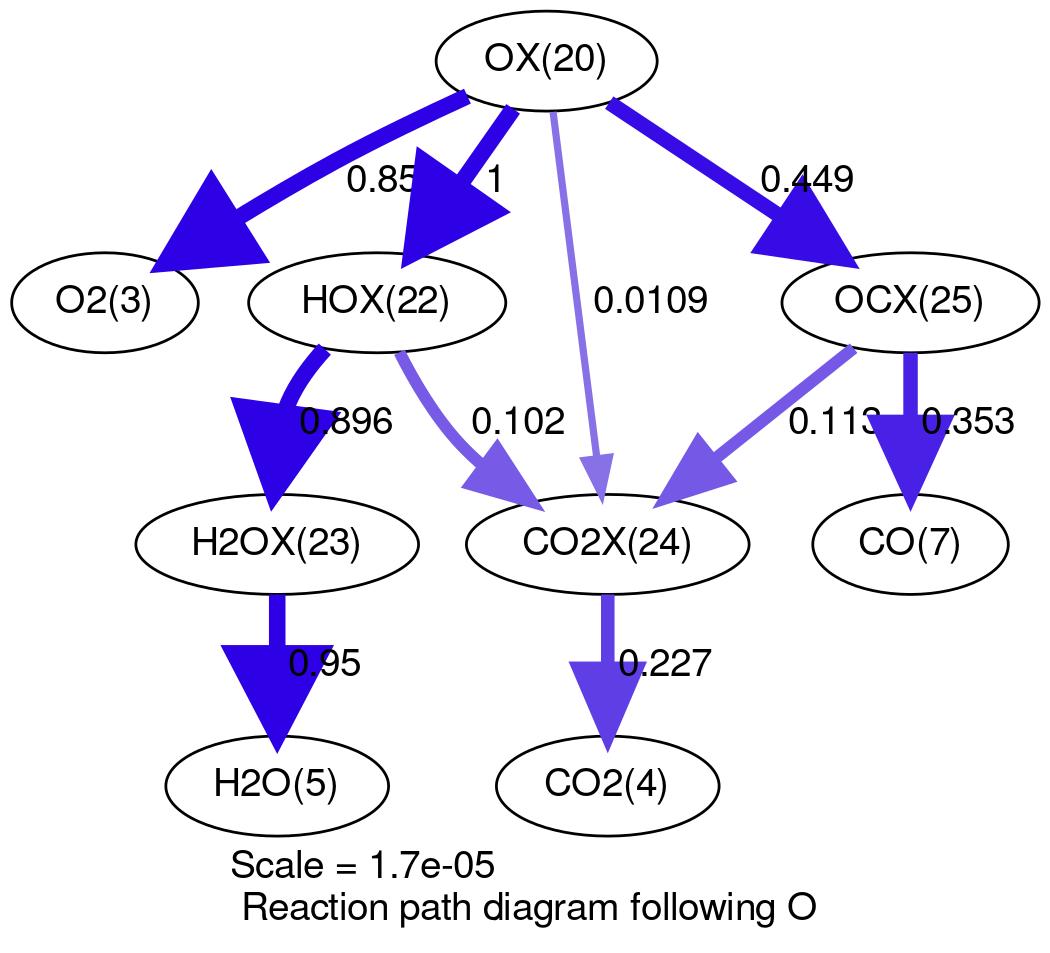 OX(20)
0.85
1
0.449
O2(3)
HOX(22)
0.0109
OCX(25)
0.896
0.102
0.113
0.353
H2OX(23)
CO2X(24)
CO(7)
0.95
0.227
H2O(5)
CO2(4)
Scale = 1.7e-05
Reaction path diagram following O